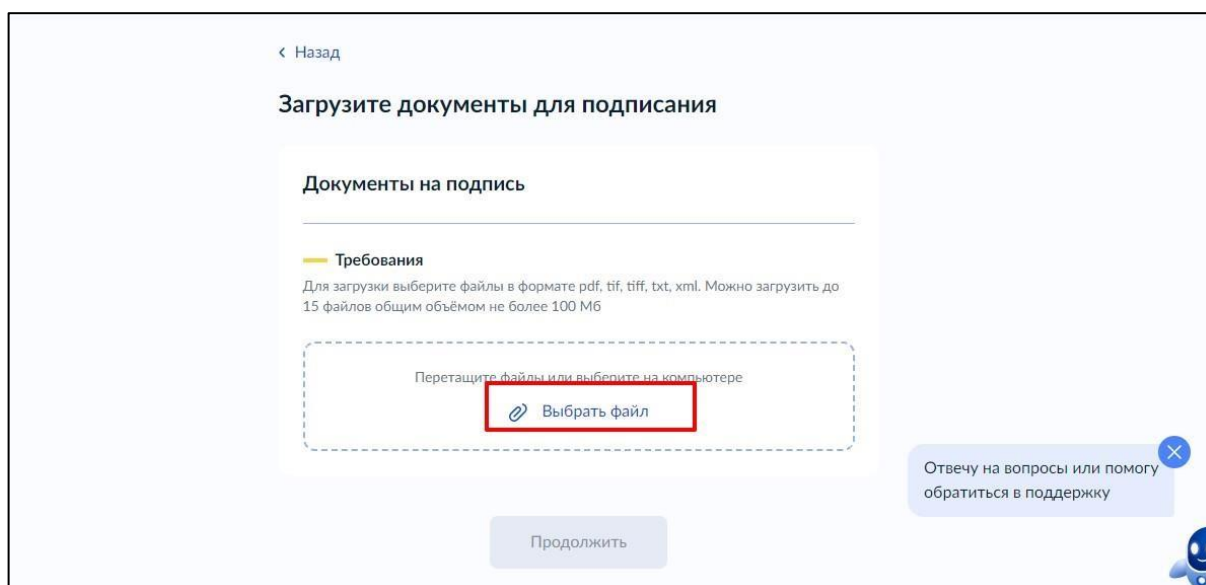 Назад
Загрузите документы для подписания
Документы на подпись
Требования
Для загрузки выберите файлы в формате pdf, tif, tiff, txt, xml. Можно загрузить до
15 файлов общим объёмом не более 100 Мб
Перетащите файлы или выберите на компьютере
Выбрать файл
Отвечу на вопросы или помогу
обратиться в поддержку
Продолжить